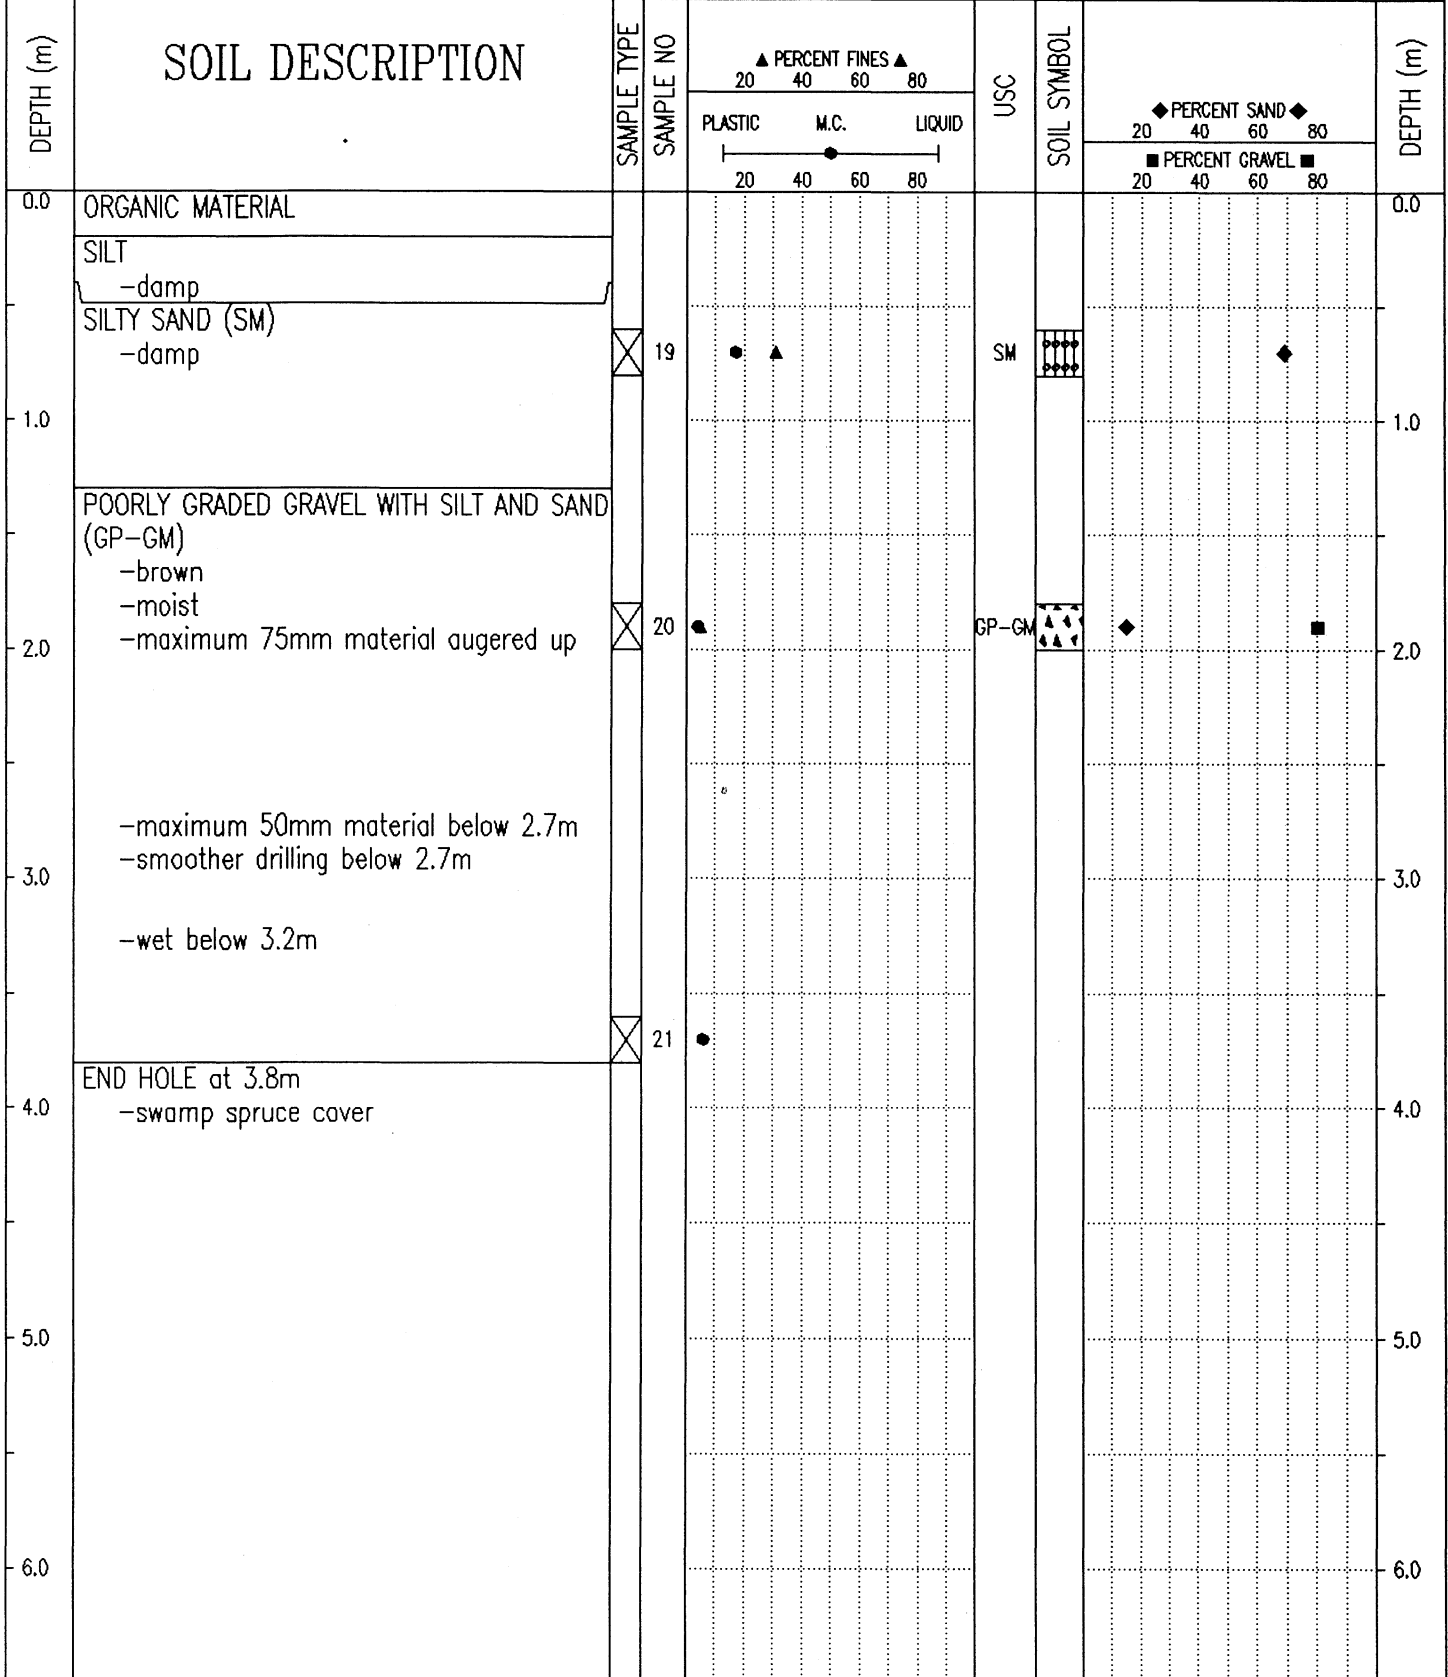 DEPTH (m)
SOIL DESCRIPTION
SAMPLE TYPE
SAMPLE NO
▲ PERCENT FINES ▲
20 40 60 80
PLASTIC M.C. LIQUID
20 40 60 80
USC
SOIL SYMBOL
◆ PERCENT SAND ◆
20 40 60 80
■ PERCENT GRAVEL ■
20 40 60 80
DEPTH (m)
0.0 ORGANIC MATERIAL 0.0
SILT
-damp
SILTY SAND (SM)
-damp 19 SM
1.0 1.0
POORLY GRADED GRAVEL WITH SILT AND SAND
(GP-GM)
-brown
-moist
20 GP-GM
-maximum 75mm material augered up
2.0 2.0
-maximum 50mm material below 2.7m
-smoother drilling below 2.7m
3.0 3.0
-wet below 3.2m
21
END HOLE at 3.8m
4.0 -swamp spruce cover 4.0
5.0 5.0
6.0 6.0